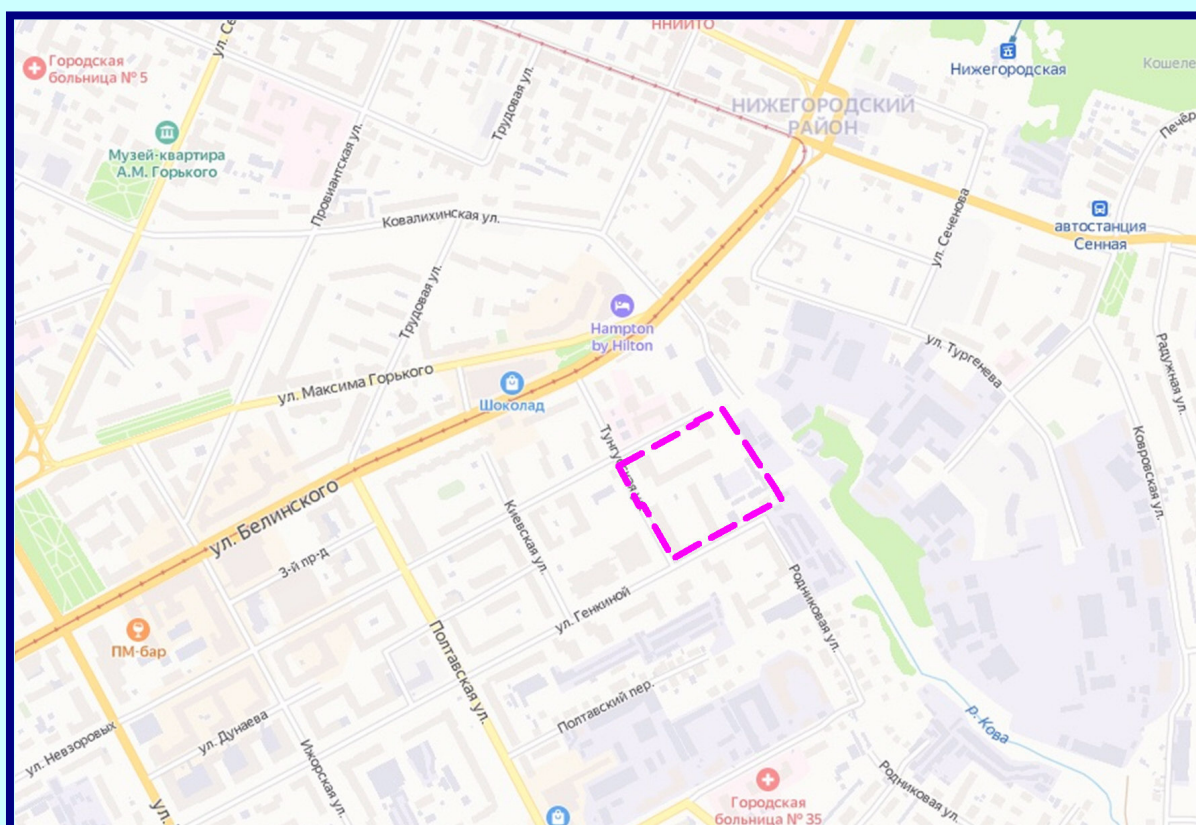 ННИИТО
ул. Се
Городская
больница № 5
Нижегородская
Кошеле
Трудовая ул.
НИЖЕГОРОДСКИЙ
РАЙОН
Печёр
Музей-квартира
А.М. Горького
Провиантская ул.
Ковалихинская ул.
ул. Сеченова
автостанция
Сенная
Трудовая ул.
Hampton
by Hilton
ул. Тургенева
Радужная ул.
ул. Максима Горького
Шоколад
Ковровская ул.
ул. Белинского
Киевская ул.
3-й пр-д
Родниковая ул.
ул. Генкиной
ПМ-бар
Полтавская ул.
Полтавский пер.
р. Кова
ул. Невзоровых
ул. Дунаева
Ижорская ул.
Родниковая ул.
Городская
больница № 35
ул.